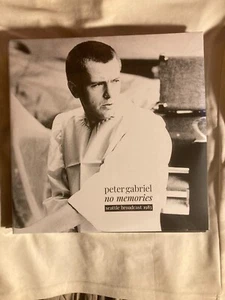 peter gabriel
no memories
seattle broadcast 1983